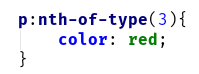 p:nth-of-type(3){
    color: red;
}